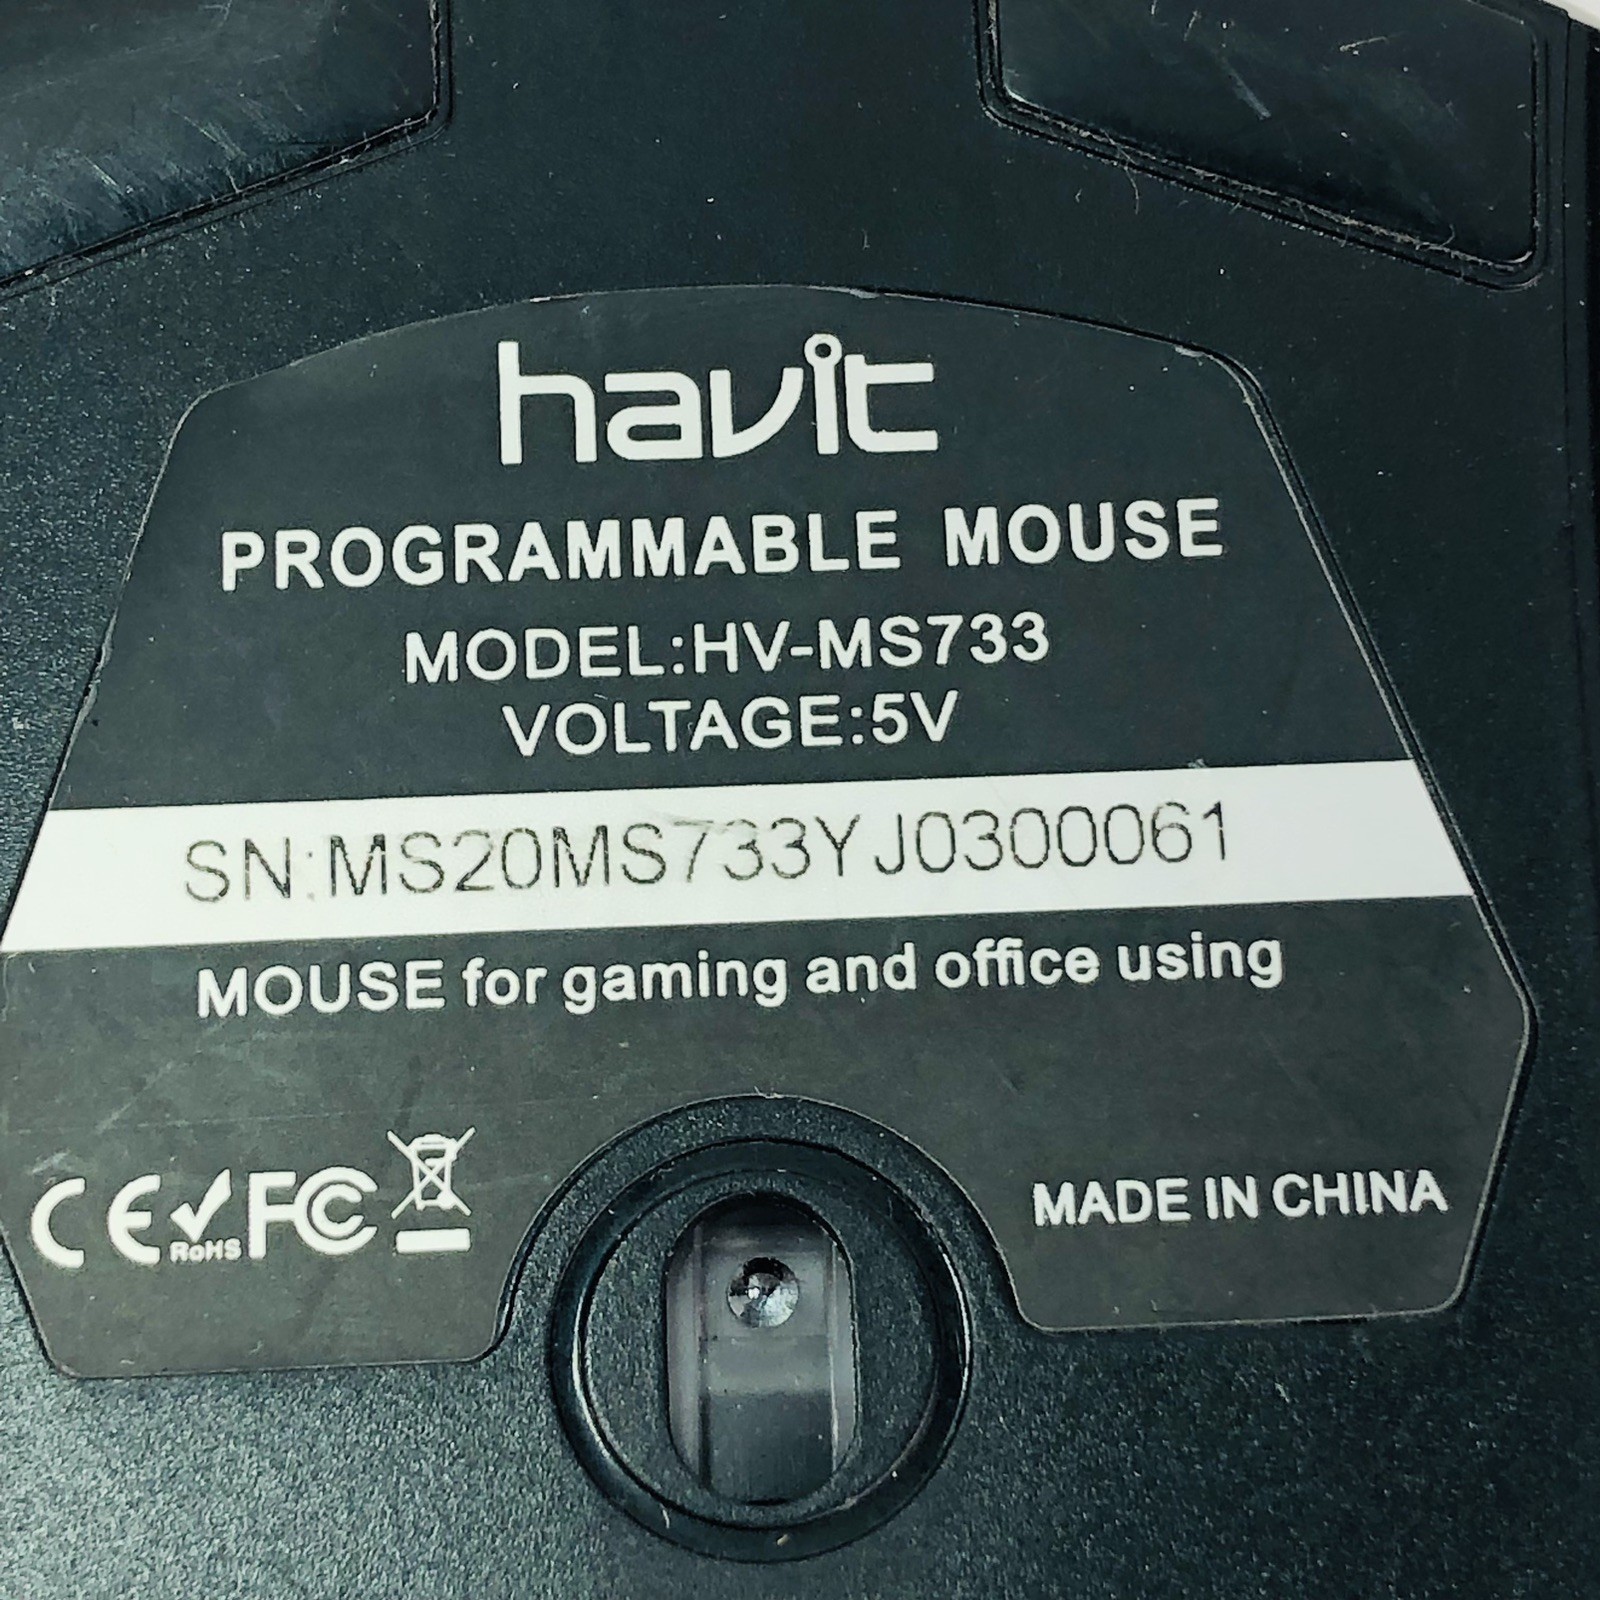 havit
PROGRAMMABLE MOUSE
MODEL:HV-MS733
VOLTAGE:5V
SN:MS20MS733YJ0300061
MOUSE for gaming and office using
CE RoHS FC
MADE IN CHINA